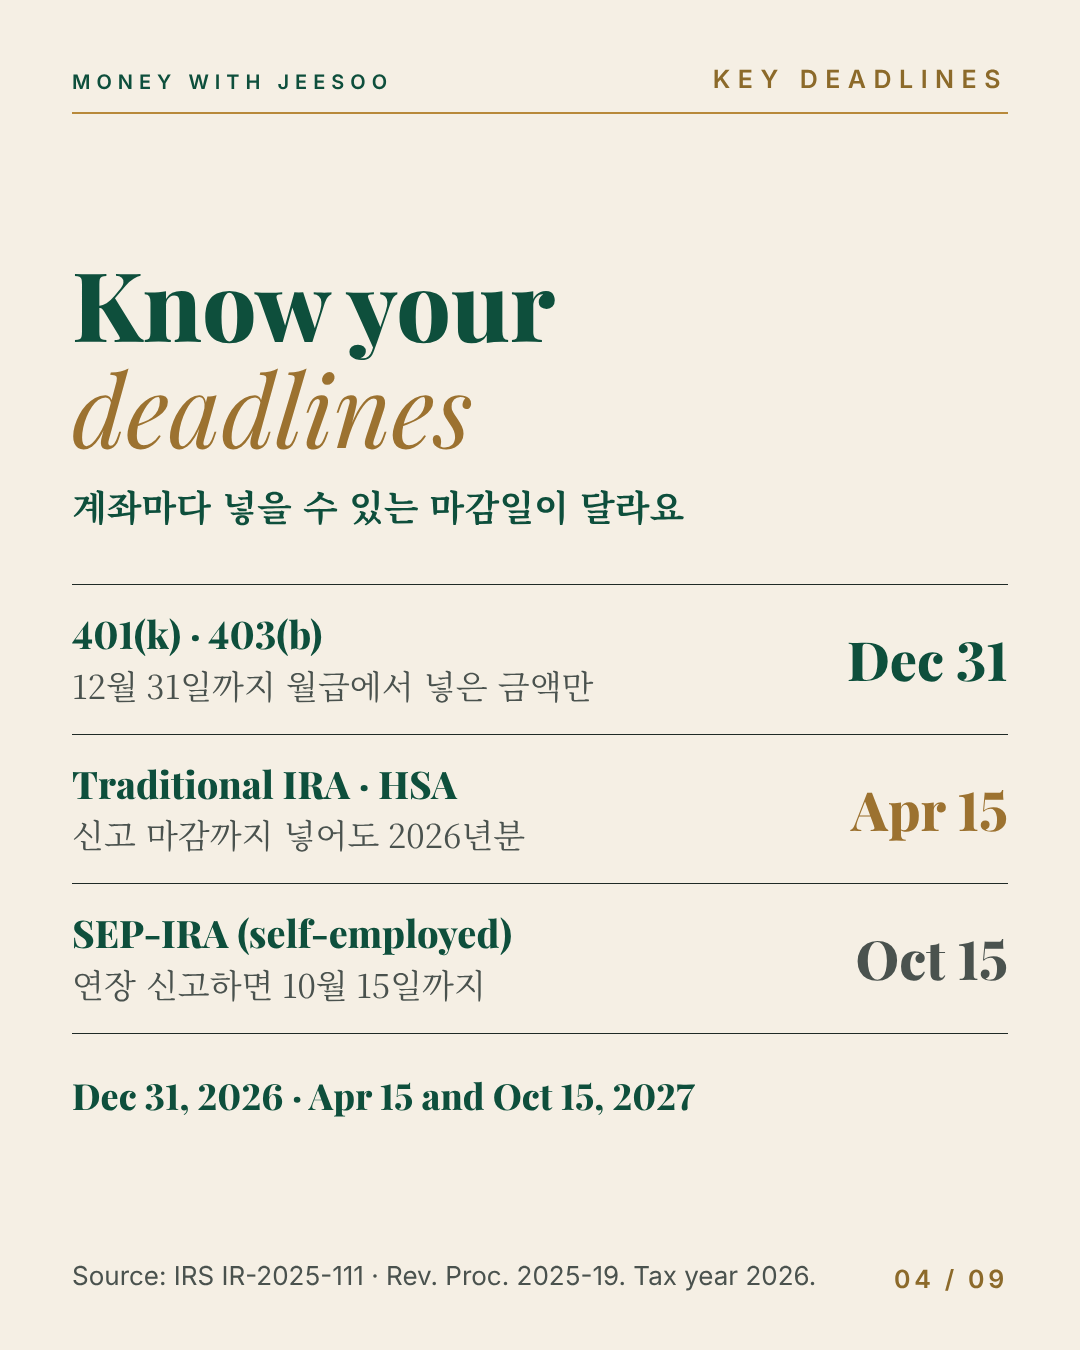 MONEY WITH JEESOO
KEY DEADLINES
Know your
deadlines
계좌마다 넣을 수 있는 마감일이 달라요
401(k) · 403(b)
12월 31일까지 월급에서 넣은 금액만
Dec 31
Traditional IRA · HSA
신고 마감까지 넣어도 2026년분
Apr 15
SEP-IRA (self-employed)
연장 신고하면 10월 15일까지
Oct 15
Dec 31, 2026 · Apr 15 and Oct 15, 2027
Source: IRS IR-2025-111 · Rev. Proc. 2025-19. Tax year 2026.
04 / 09